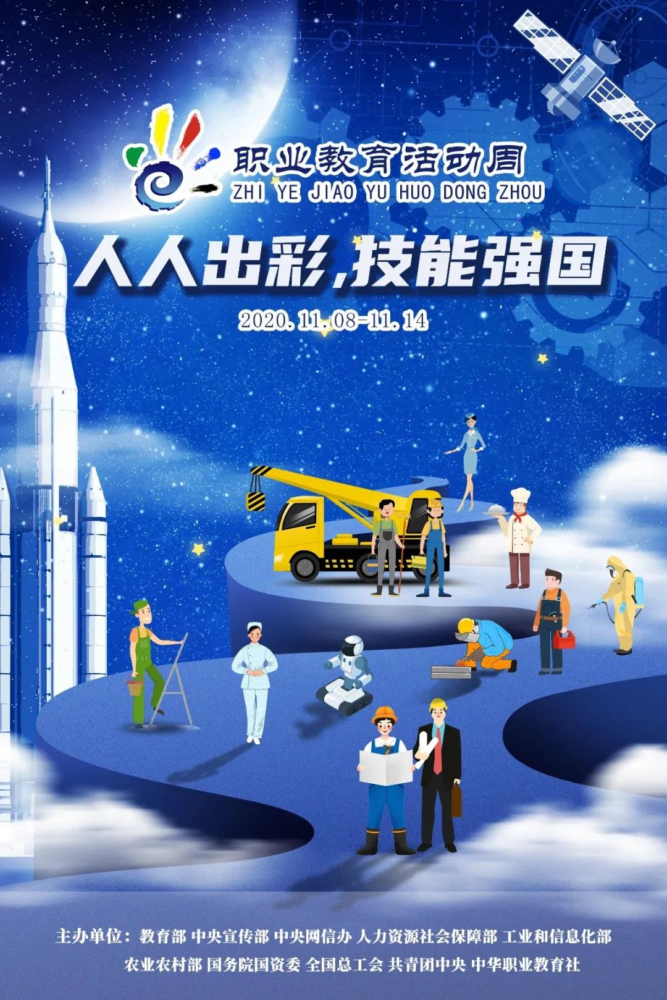 职业教育活动周
ZHI YE JIAO YU HUO DONG ZHOU
人人出彩,技能强国
2020.11.08-11.14
主办单位：教育部 中央宣传部 中央网信办 人力资源社会保障部 工业和信息化部
农业农村部 国务院国资委 全国总工会 共青团中央 中华职业教育社